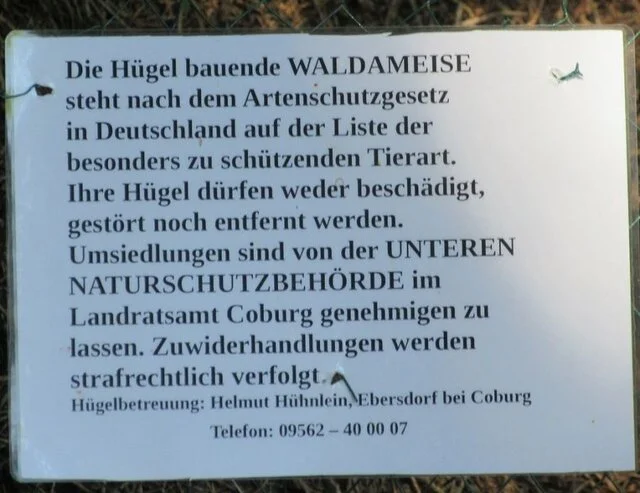 Die Hügel bauende WALDAMEISE
steht nach dem Artenschutzgesetz
in Deutschland auf der Liste der
besonders zu schützenden Tierart.
Ihre Hügel dürfen weder beschädigt,
gestört noch entfernt werden.
Umsiedlungen sind von der UNTEREN
NATURSCHUTZBEHÖRDE im
Landratsamt Coburg genehmigen zu
lassen. Zuwiderhandlungen werden
strafrechtlich verfolgt.
Hügelbetreuung: Helmut Hühnlein, Ebersdorf bei Coburg
Telefon: 09562 – 40 00 07